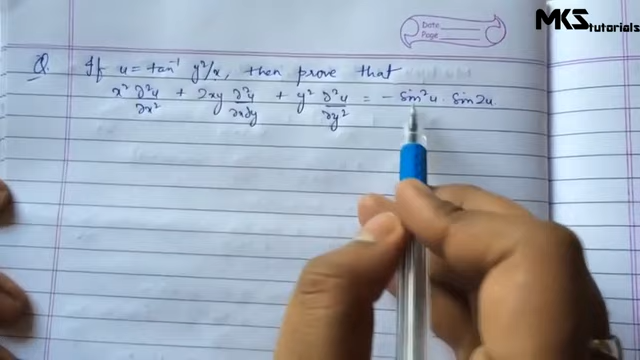 MKS tutorials
Date
Page
Q. If u = tan⁻¹ y²/x, then prove that
x² ∂²u/∂x² + 2xy ∂²u/∂x∂y + y² ∂²u/∂y² = - sin²u . sin2u.